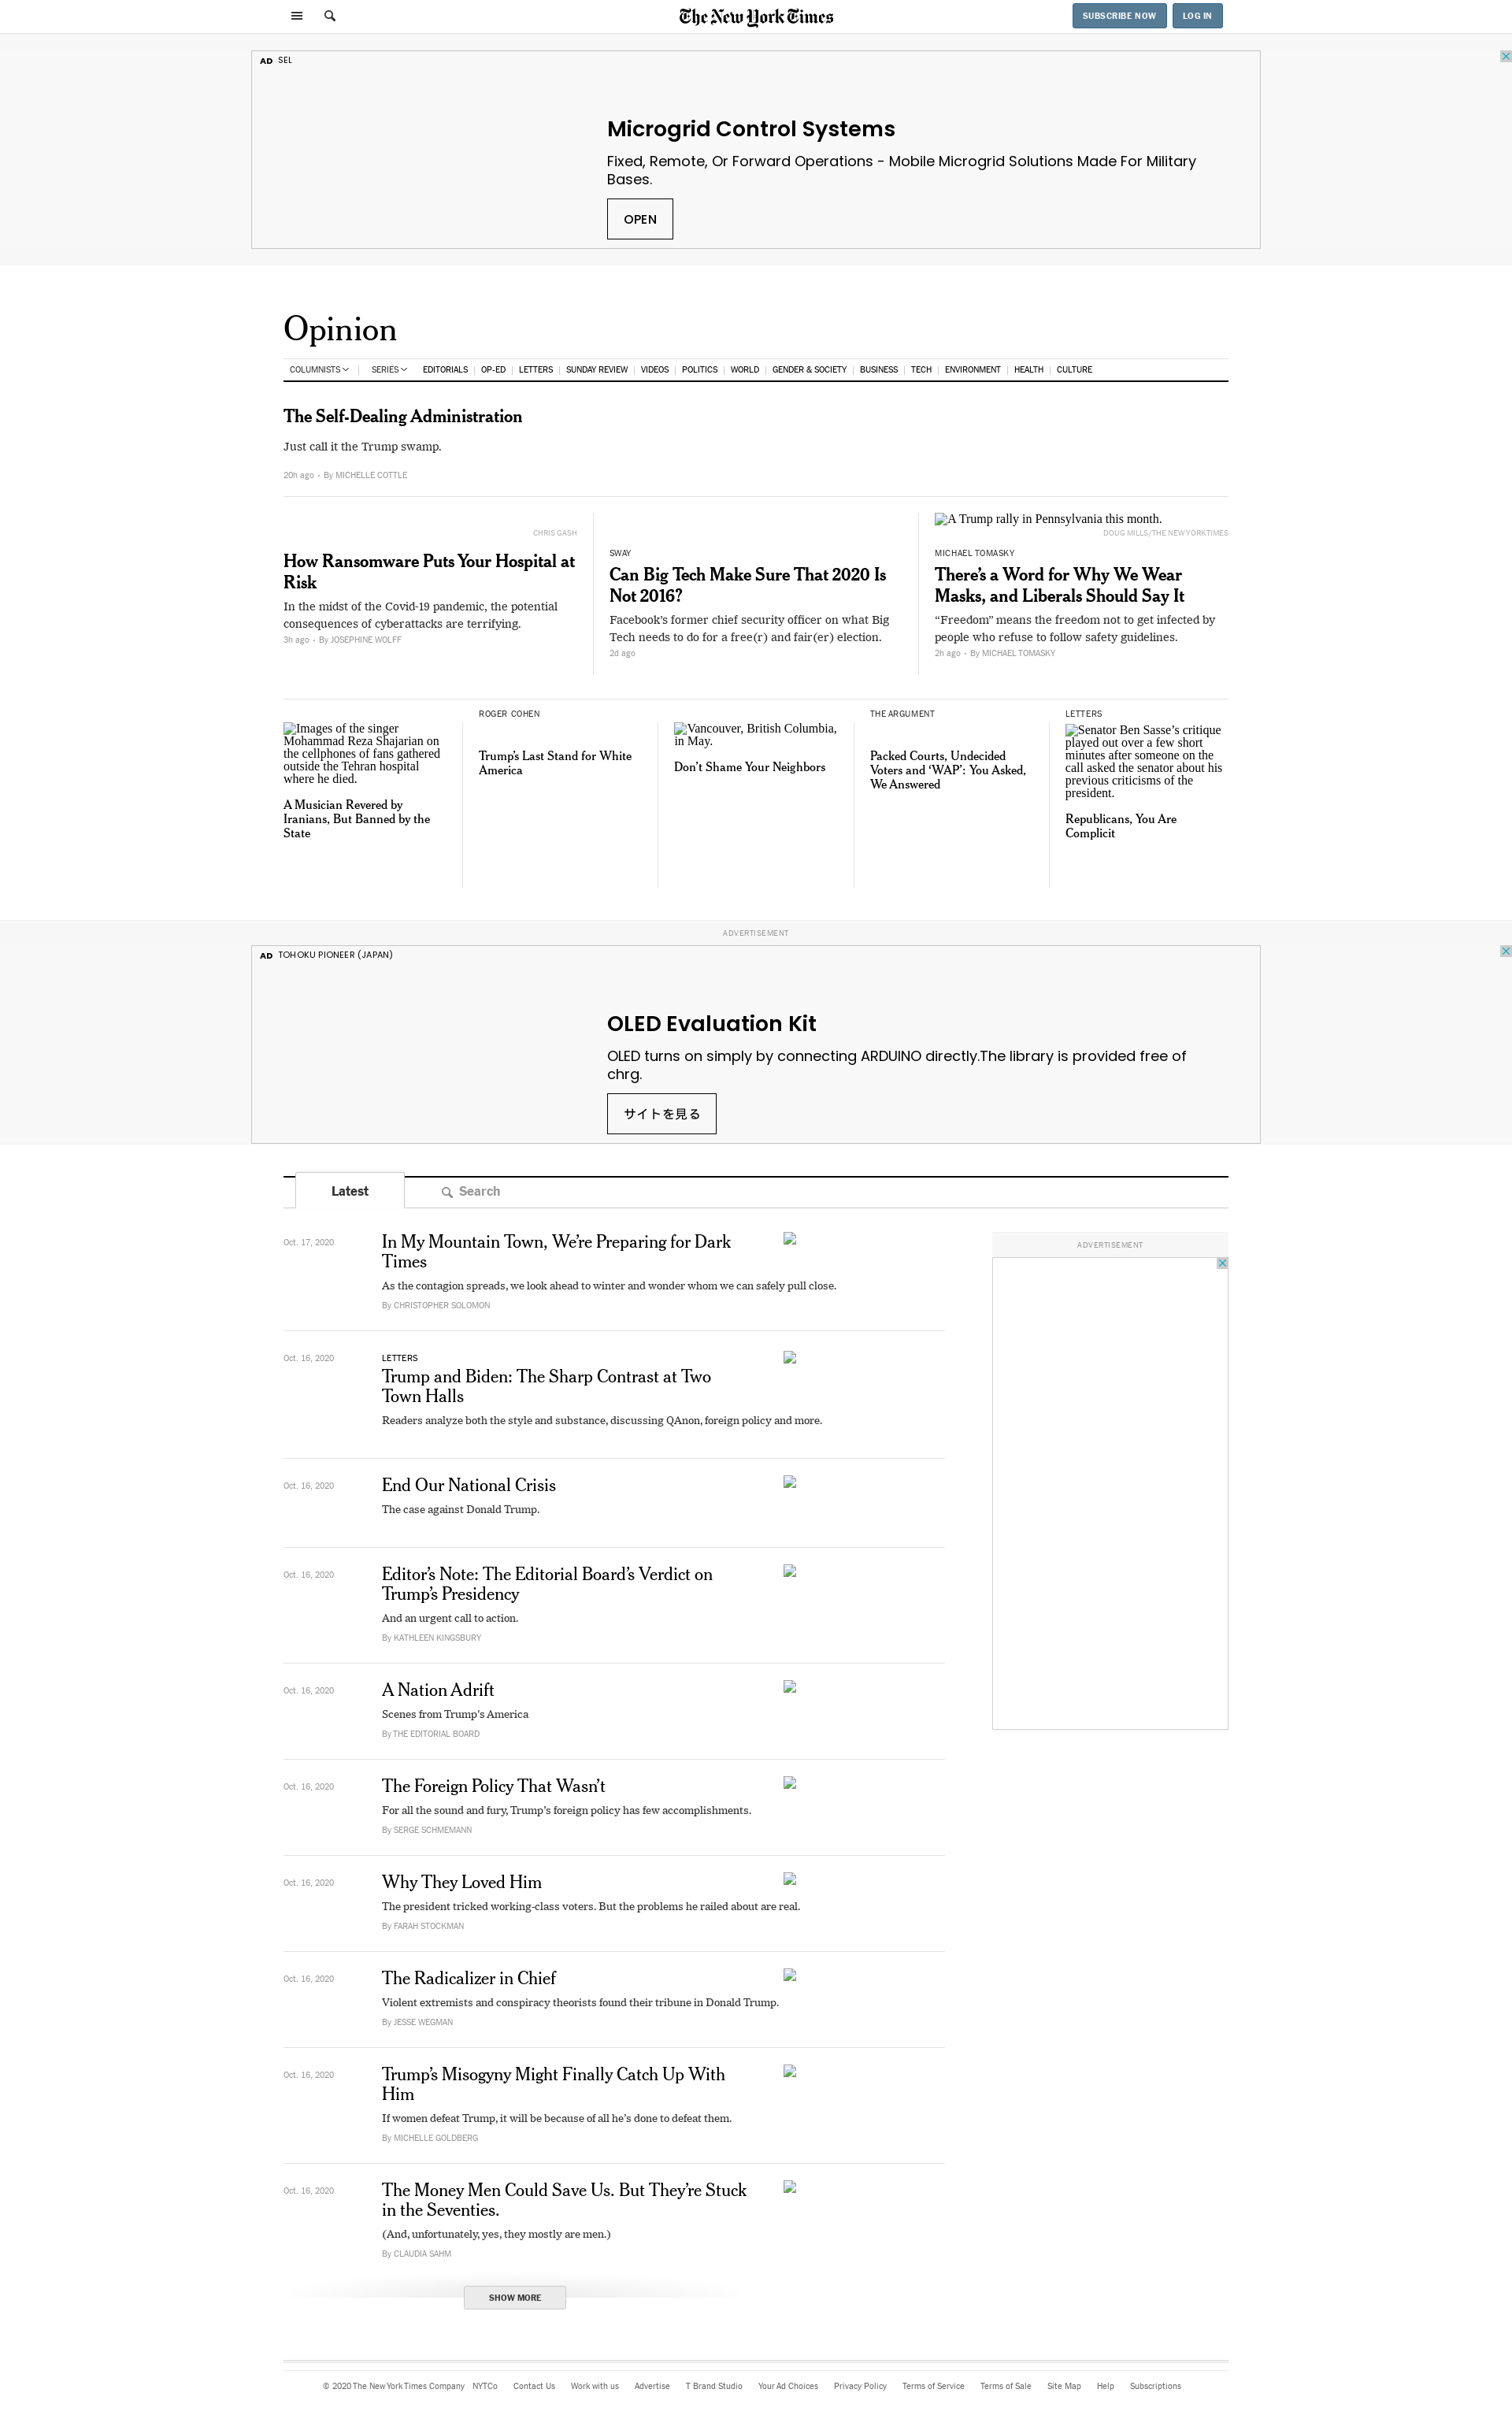 The New York Times
SUBSCRIBE NOW
LOG IN
AD SEL
Microgrid Control Systems
Fixed, Remote, Or Forward Operations - Mobile Microgrid Solutions Made For Military
Bases.
OPEN
Opinion
COLUMNISTS | SERIES EDITORIALS | OP-ED | LETTERS | SUNDAY REVIEW | VIDEOS | POLITICS | WORLD | GENDER & SOCIETY | BUSINESS | TECH | ENVIRONMENT | HEALTH | CULTURE
The Self-Dealing Administration
Just call it the Trump swamp.
20h ago • By MICHELLE COTTLE
CHRIS GASH
How Ransomware Puts Your Hospital at
Risk
In the midst of the Covid-19 pandemic, the potential
consequences of cyberattacks are terrifying.
3h ago • By JOSEPHINE WOLFF
SWAY
Can Big Tech Make Sure That 2020 Is
Not 2016?
Facebook’s former chief security officer on what Big
Tech needs to do for a free(r) and fair(er) election.
2d ago
A Trump rally in Pennsylvania this month.
DOUG MILLS/THE NEW YORK TIMES
MICHAEL TOMASKY
There’s a Word for Why We Wear
Masks, and Liberals Should Say It
“Freedom” means the freedom not to get infected by
people who refuse to follow safety guidelines.
2h ago • By MICHAEL TOMASKY
Images of the singer
Mohammad Reza Shajarian on
the cellphones of fans gathered
outside the Tehran hospital
where he died.
A Musician Revered by
Iranians, But Banned by the
State
ROGER COHEN
Trump’s Last Stand for White
America
Vancouver, British Columbia,
in May.
Don’t Shame Your Neighbors
THE ARGUMENT
Packed Courts, Undecided
Voters and ‘WAP’: You Asked,
We Answered
LETTERS
Senator Ben Sasse’s critique
played out over a few short
minutes after someone on the
call asked the senator about his
previous criticisms of the
president.
Republicans, You Are
Complicit
ADVERTISEMENT
AD TOHOKU PIONEER (JAPAN)
OLED Evaluation Kit
OLED turns on simply by connecting ARDUINO directly.The library is provided free of
chrg.
サイトを見る
Latest
Search
ADVERTISEMENT
Oct. 17, 2020
In My Mountain Town, We’re Preparing for Dark
Times
As the contagion spreads, we look ahead to winter and wonder whom we can safely pull close.
By CHRISTOPHER SOLOMON
Oct. 16, 2020
LETTERS
Trump and Biden: The Sharp Contrast at Two
Town Halls
Readers analyze both the style and substance, discussing QAnon, foreign policy and more.
Oct. 16, 2020
End Our National Crisis
The case against Donald Trump.
Oct. 16, 2020
Editor’s Note: The Editorial Board’s Verdict on
Trump’s Presidency
And an urgent call to action.
By KATHLEEN KINGSBURY
Oct. 16, 2020
A Nation Adrift
Scenes from Trump’s America
By THE EDITORIAL BOARD
Oct. 16, 2020
The Foreign Policy That Wasn’t
For all the sound and fury, Trump’s foreign policy has few accomplishments.
By SERGE SCHMEMANN
Oct. 16, 2020
Why They Loved Him
The president tricked working-class voters. But the problems he railed about are real.
By FARAH STOCKMAN
Oct. 16, 2020
The Radicalizer in Chief
Violent extremists and conspiracy theorists found their tribune in Donald Trump.
By JESSE WEGMAN
Oct. 16, 2020
Trump’s Misogyny Might Finally Catch Up With
Him
If women defeat Trump, it will be because of all he’s done to defeat them.
By MICHELLE GOLDBERG
Oct. 16, 2020
The Money Men Could Save Us. But They’re Stuck
in the Seventies.
(And, unfortunately, yes, they mostly are men.)
By CLAUDIA SAHM
SHOW MORE
© 2020 The New York Times Company NYTCo Contact Us Work with us Advertise T Brand Studio Your Ad Choices Privacy Policy Terms of Service Terms of Sale Site Map Help Subscriptions